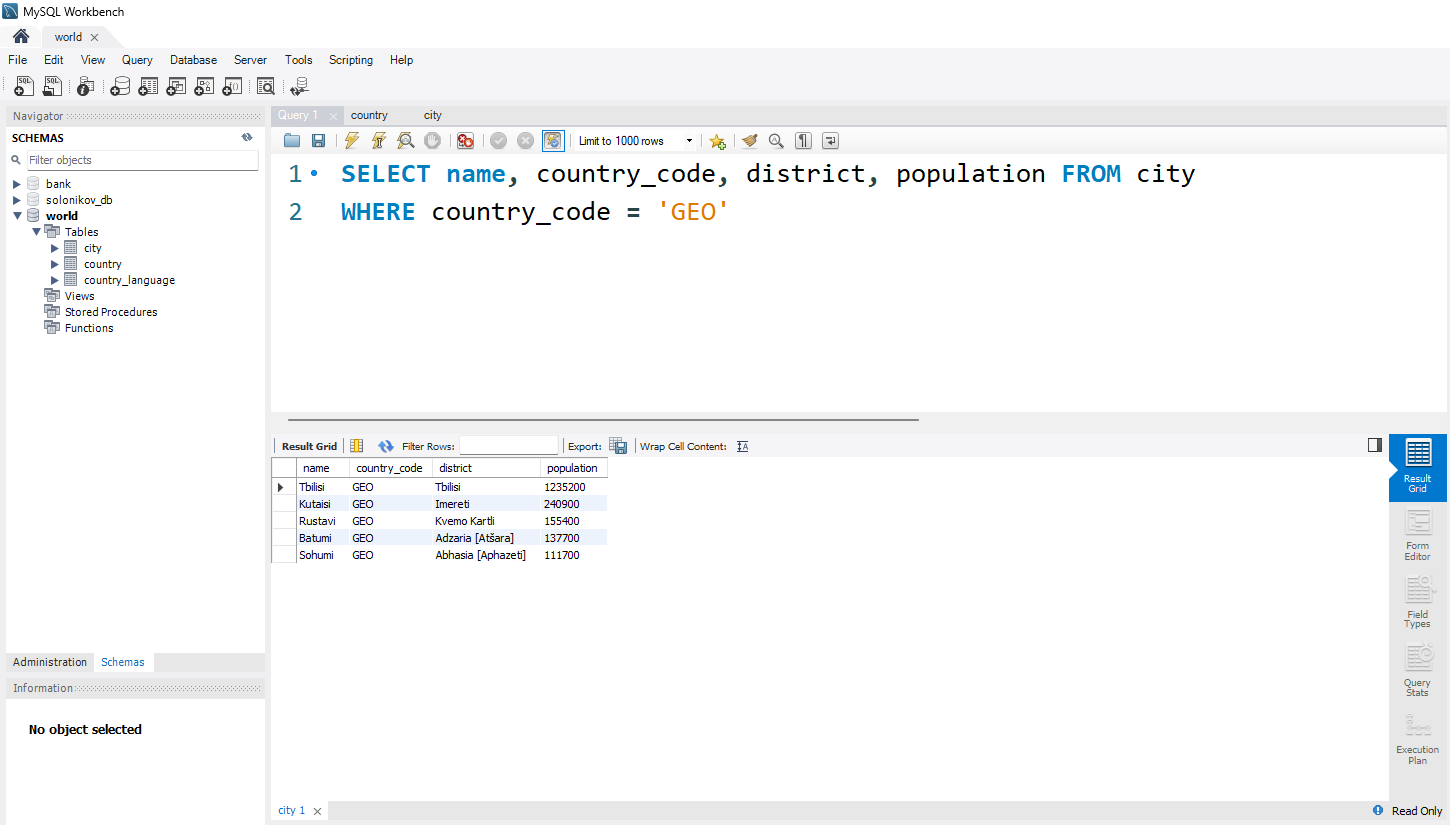 MySQL Workbench
world
File Edit View Query Database Server Tools Scripting Help
Navigator
SCHEMAS
Filter objects
bank
solonikov_db
world
Tables
city
country
country_language
Views
Stored Procedures
Functions
Administration Schemas
Information
No object selected
Query 1 country city
Limit to 1000 rows
1 SELECT name, country_code, district, population FROM city
2 WHERE country_code = 'GEO'
Result Grid Filter Rows: Export: Wrap Cell Content:
name country_code district population
Tbilisi GEO Tbilisi 1235200
Kutaisi GEO Imereti 240900
Rustavi GEO Kvemo Kartli 155400
Batumi GEO Adzaria [Atšara] 137700
Sohumi GEO Abhasia [Aphazeti] 111700
Result
Grid
Form
Editor
Field
Types
Query
Stats
Execution
Plan
city 1
Read Only